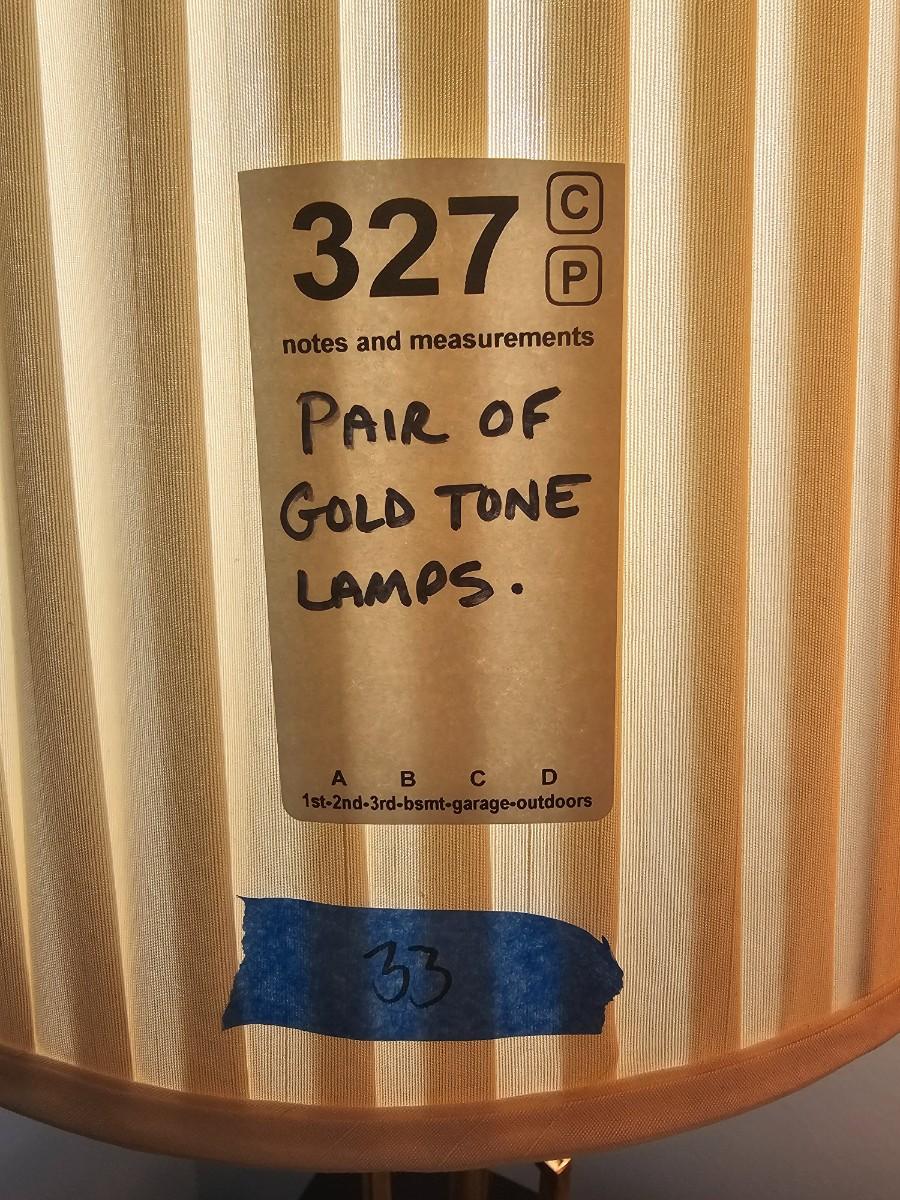 327
C
P
notes and measurements
PAIR OF
GOLD TONE
LAMPS.
A B C D
1st-2nd-3rd-bsmt-garage-outdoors
33